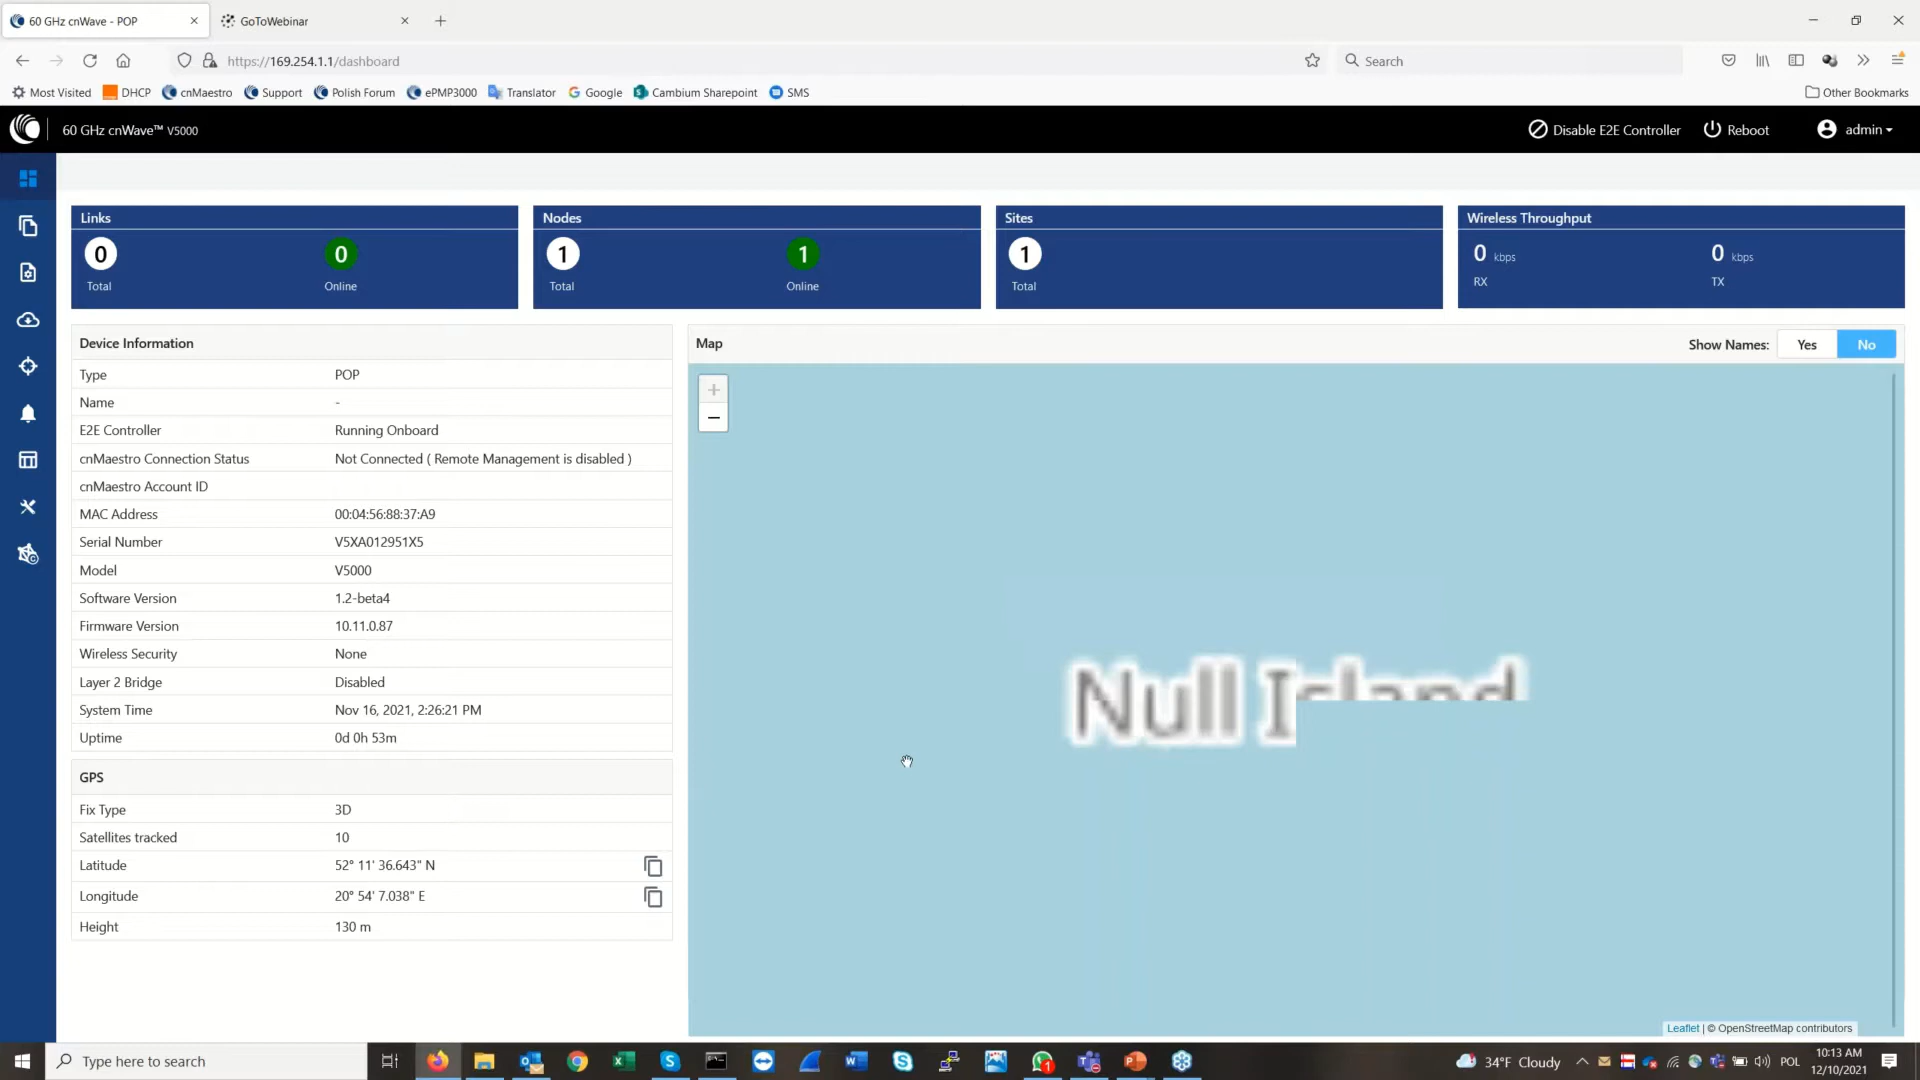 60 GHz cnWave - POP
GoToWebinar
https://169.254.1.1/dashboard
Search
Most Visited
DHCP
cnMaestro
Support
Polish Forum
ePMP3000
Translator
Google
Cambium Sharepoint
SMS
Other Bookmarks
60 GHz cnWave™ V5000
Disable E2E Controller
Reboot
admin
Links
0
0
Total
Online
Nodes
1
1
Total
Online
Sites
1
Total
Wireless Throughput
0 kbps
0 kbps
RX
TX
Device Information
Type POP
Name -
E2E Controller Running Onboard
cnMaestro Connection Status Not Connected ( Remote Management is disabled )
cnMaestro Account ID
MAC Address 00:04:56:88:37:A9
Serial Number V5XA012951X5
Model V5000
Software Version 1.2-beta4
Firmware Version 10.11.0.87
Wireless Security None
Layer 2 Bridge Disabled
System Time Nov 16, 2021, 2:26:21 PM
Uptime 0d 0h 53m
GPS
Fix Type 3D
Satellites tracked 10
Latitude 52° 11' 36.643" N
Longitude 20° 54' 7.038" E
Height 130 m
Map
Show Names:
Yes
No
+
−
Null Island
Leaflet | © OpenStreetMap contributors
Type here to search
34°F Cloudy
POL
10:13 AM
12/10/2021